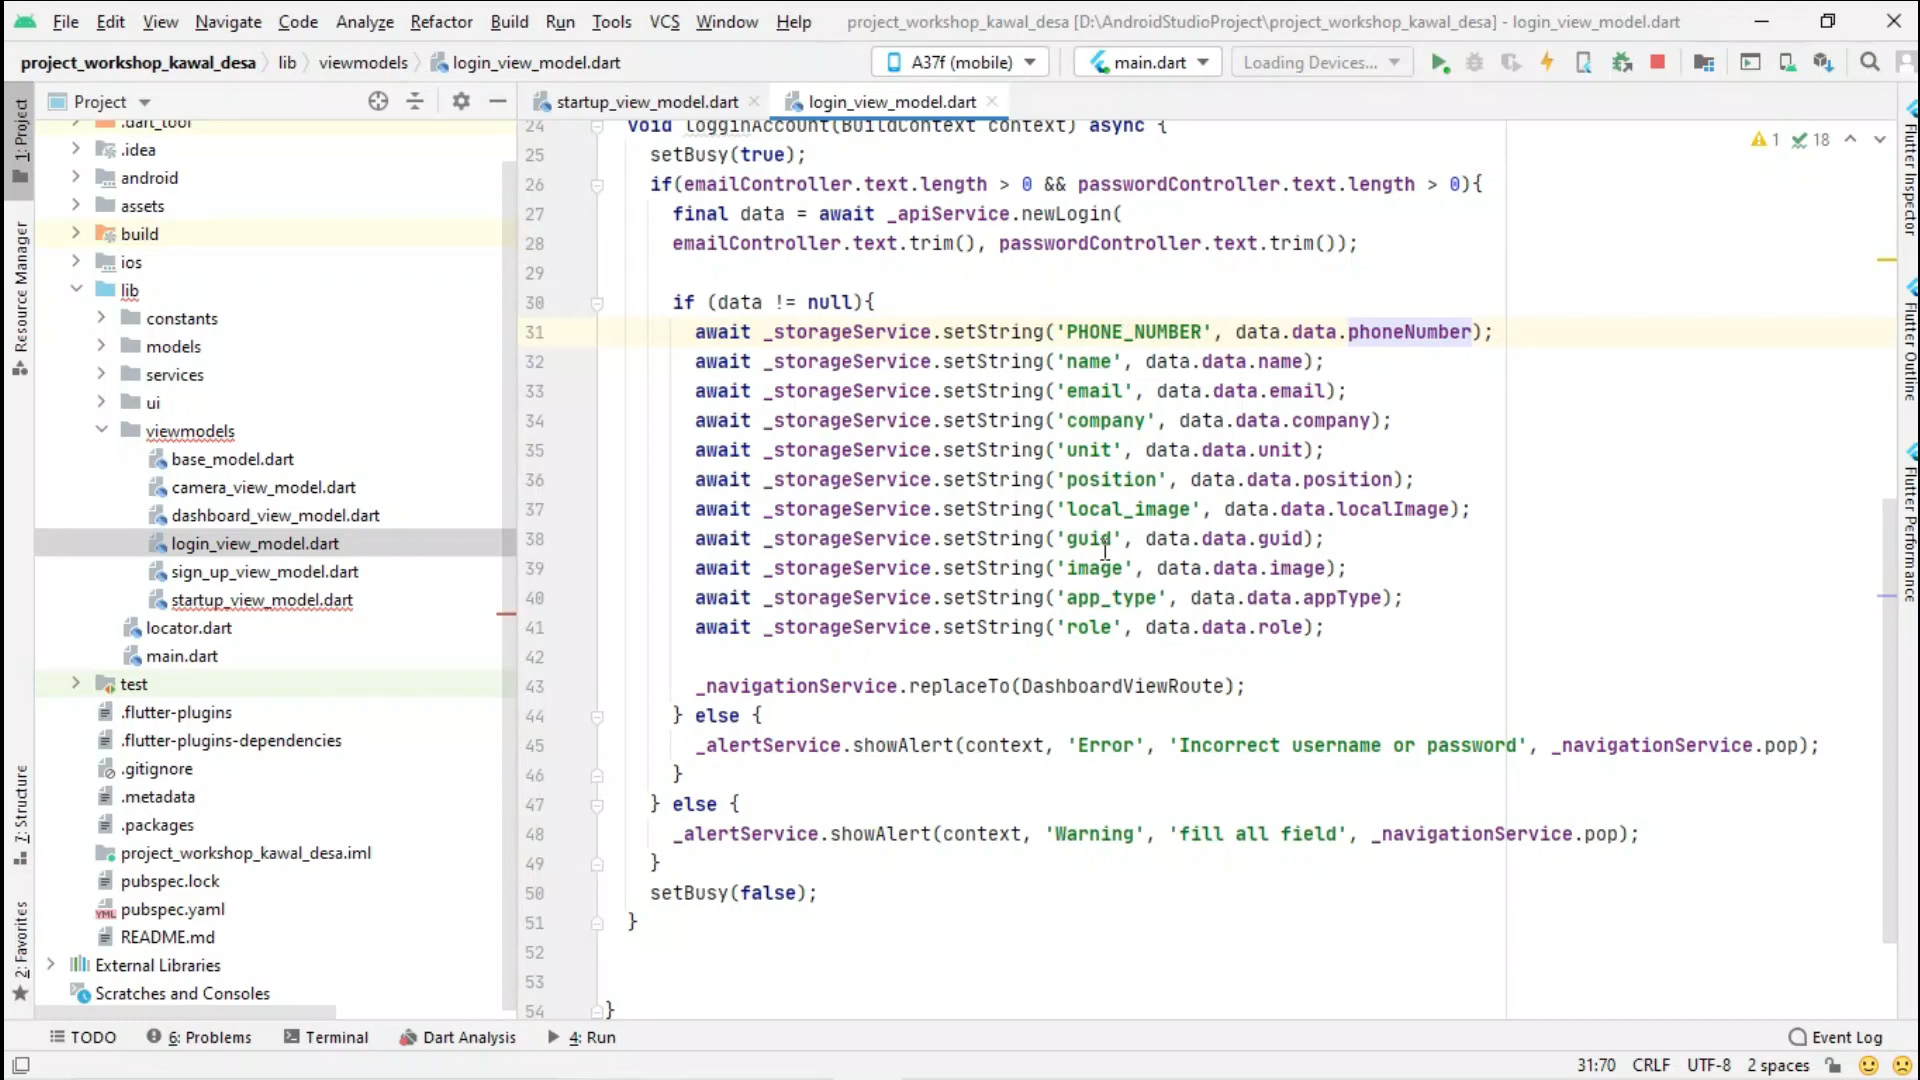 File Edit View Navigate Code Analyze Refactor Build Run Tools VCS Window Help project_workshop_kawal_desa [D:\AndroidStudioProject\project_workshop_kawal_desa] - login_view_model.dart
project_workshop_kawal_desa lib viewmodels login_view_model.dart A37f (mobile) main.dart Loading Devices...
Project
startup_view_model.dart login_view_model.dart
1: Project
Resource Manager
7: Structure
2: Favorites
.dart_tool
.idea
android
assets
build
ios
lib
constants
models
services
ui
viewmodels
base_model.dart
camera_view_model.dart
dashboard_view_model.dart
login_view_model.dart
sign_up_view_model.dart
startup_view_model.dart
locator.dart
main.dart
test
.flutter-plugins
.flutter-plugins-dependencies
.gitignore
.metadata
.packages
project_workshop_kawal_desa.iml
pubspec.lock
pubspec.yaml
README.md
External Libraries
Scratches and Consoles
1 18
24 void logginAccount(BuildContext context) async {
25 setBusy(true);
26 if(emailController.text.length > 0 && passwordController.text.length > 0){
27 final data = await _apiService.newLogin(
28 emailController.text.trim(), passwordController.text.trim());
29
30 if (data != null){
31 await _storageService.setString('PHONE_NUMBER', data.data.phoneNumber);
32 await _storageService.setString('name', data.data.name);
33 await _storageService.setString('email', data.data.email);
34 await _storageService.setString('company', data.data.company);
35 await _storageService.setString('unit', data.data.unit);
36 await _storageService.setString('position', data.data.position);
37 await _storageService.setString('local_image', data.data.localImage);
38 await _storageService.setString('guid', data.data.guid);
39 await _storageService.setString('image', data.data.image);
40 await _storageService.setString('app_type', data.data.appType);
41 await _storageService.setString('role', data.data.role);
42
43 _navigationService.replaceTo(DashboardViewRoute);
44 } else {
45 _alertService.showAlert(context, 'Error', 'Incorrect username or password', _navigationService.pop);
46 }
47 } else {
48 _alertService.showAlert(context, 'Warning', 'fill all field', _navigationService.pop);
49 }
50 setBusy(false);
51 }
52
53
54 }
Flutter Inspector
Flutter Outline
Flutter Performance
TODO 6: Problems Terminal Dart Analysis 4: Run Event Log
31:70 CRLF UTF-8 2 spaces